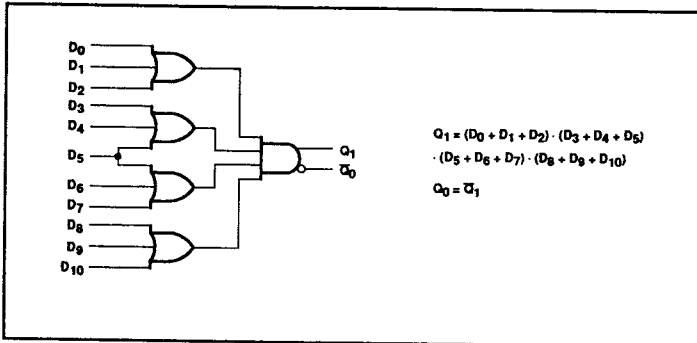 D₀
D₁
D₂
D₃
D₄
D₅
D₆
D₇
D₈
D₉
D₁₀
Q₁
Q̅₀
Q₁ = (D₀ + D₁ + D₂) · (D₃ + D₄ + D₅)
· (D₅ + D₆ + D₇) · (D₈ + D₉ + D₁₀)
Q₀ = Q̅₁